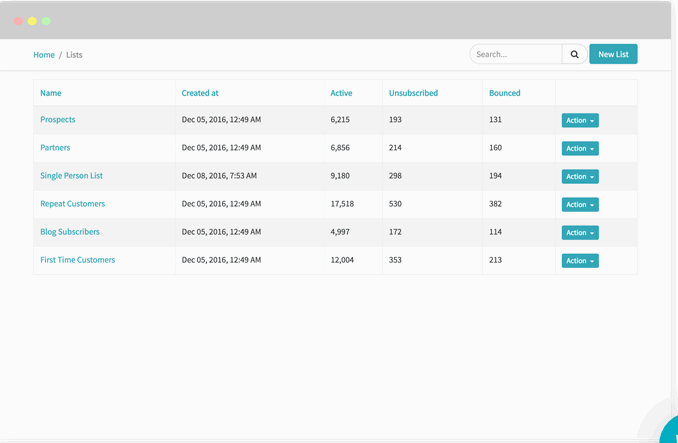 Home / Lists
Search...
New List
Name Created at Active Unsubscribed Bounced
Prospects Dec 05, 2016, 12:49 AM 6,215 193 131 Action
Partners Dec 05, 2016, 12:49 AM 6,856 214 160 Action
Single Person List Dec 08, 2016, 7:53 AM 9,180 298 194 Action
Repeat Customers Dec 05, 2016, 12:49 AM 17,518 530 382 Action
Blog Subscribers Dec 05, 2016, 12:49 AM 4,997 172 114 Action
First Time Customers Dec 05, 2016, 12:49 AM 12,004 353 213 Action